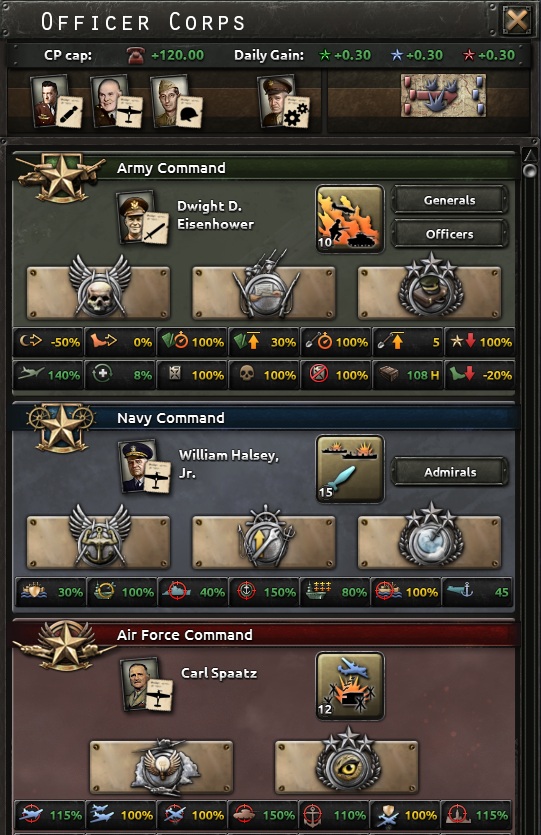 Officer Corps
CP cap: +120.00 Daily Gain: +0.30 +0.30 +0.30
Army Command
Dwight D.
Eisenhower
10
Generals
Officers
-50% 0% 100% 30% 100% 5 100%
140% 8% 100% 100% 100% 108 H -20%
Navy Command
William Halsey,
Jr.
15
Admirals
30% 100% 40% 150% 80% 100% 45
Air Force Command
Carl Spaatz
12
115% 100% 100% 150% 110% 100% 115%